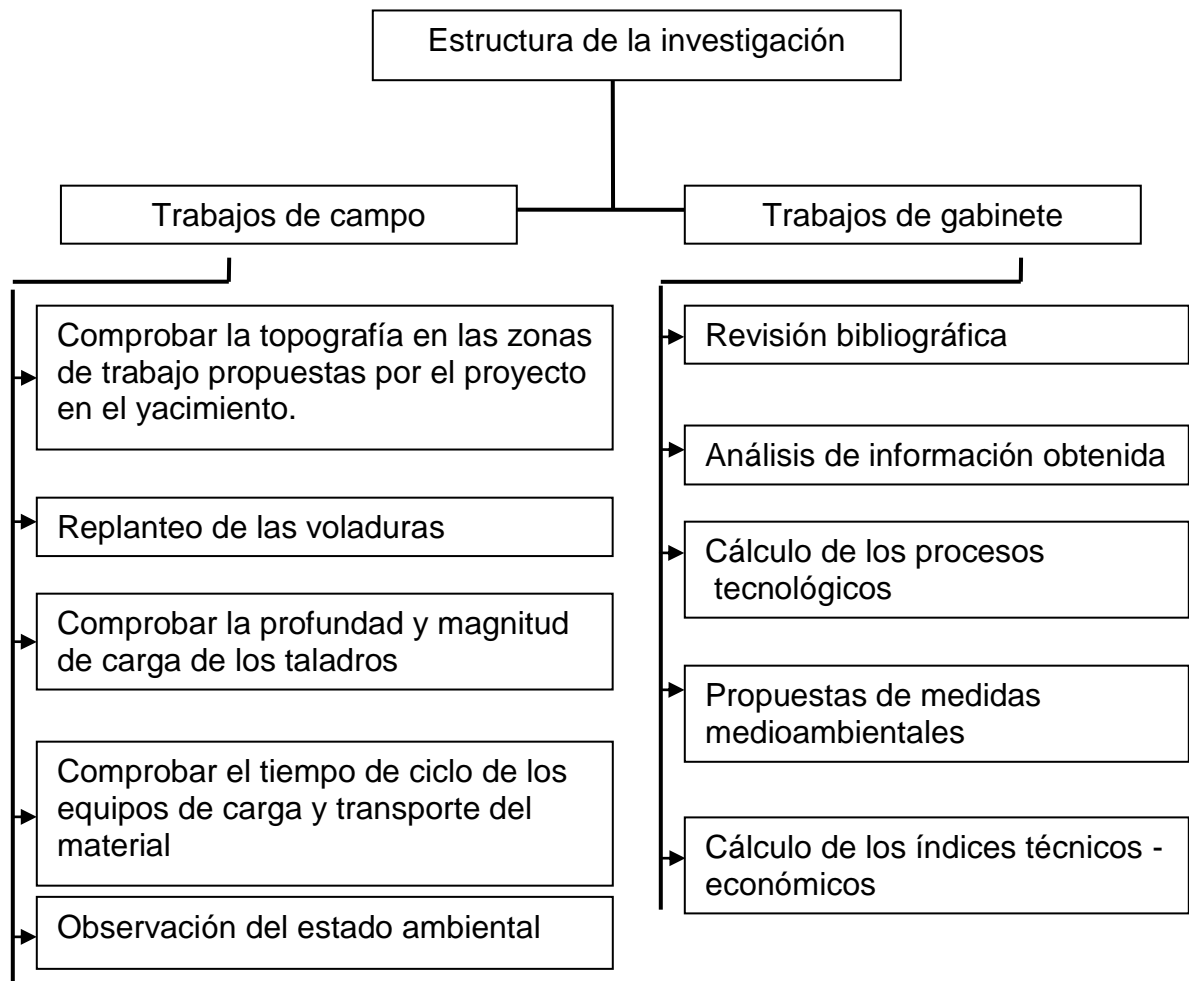 Estructura de la investigación
Trabajos de campo
Comprobar la topografía en las zonas
de trabajo propuestas por el proyecto
en el yacimiento.
Replanteo de las voladuras
Comprobar la profundad y magnitud
de carga de los taladros
Comprobar el tiempo de ciclo de los
equipos de carga y transporte del
material
Observación del estado ambiental
Trabajos de gabinete
Revisión bibliográfica
Análisis de información obtenida
Cálculo de los procesos
tecnológicos
Propuestas de medidas
medioambientales
Cálculo de los índices técnicos -
económicos